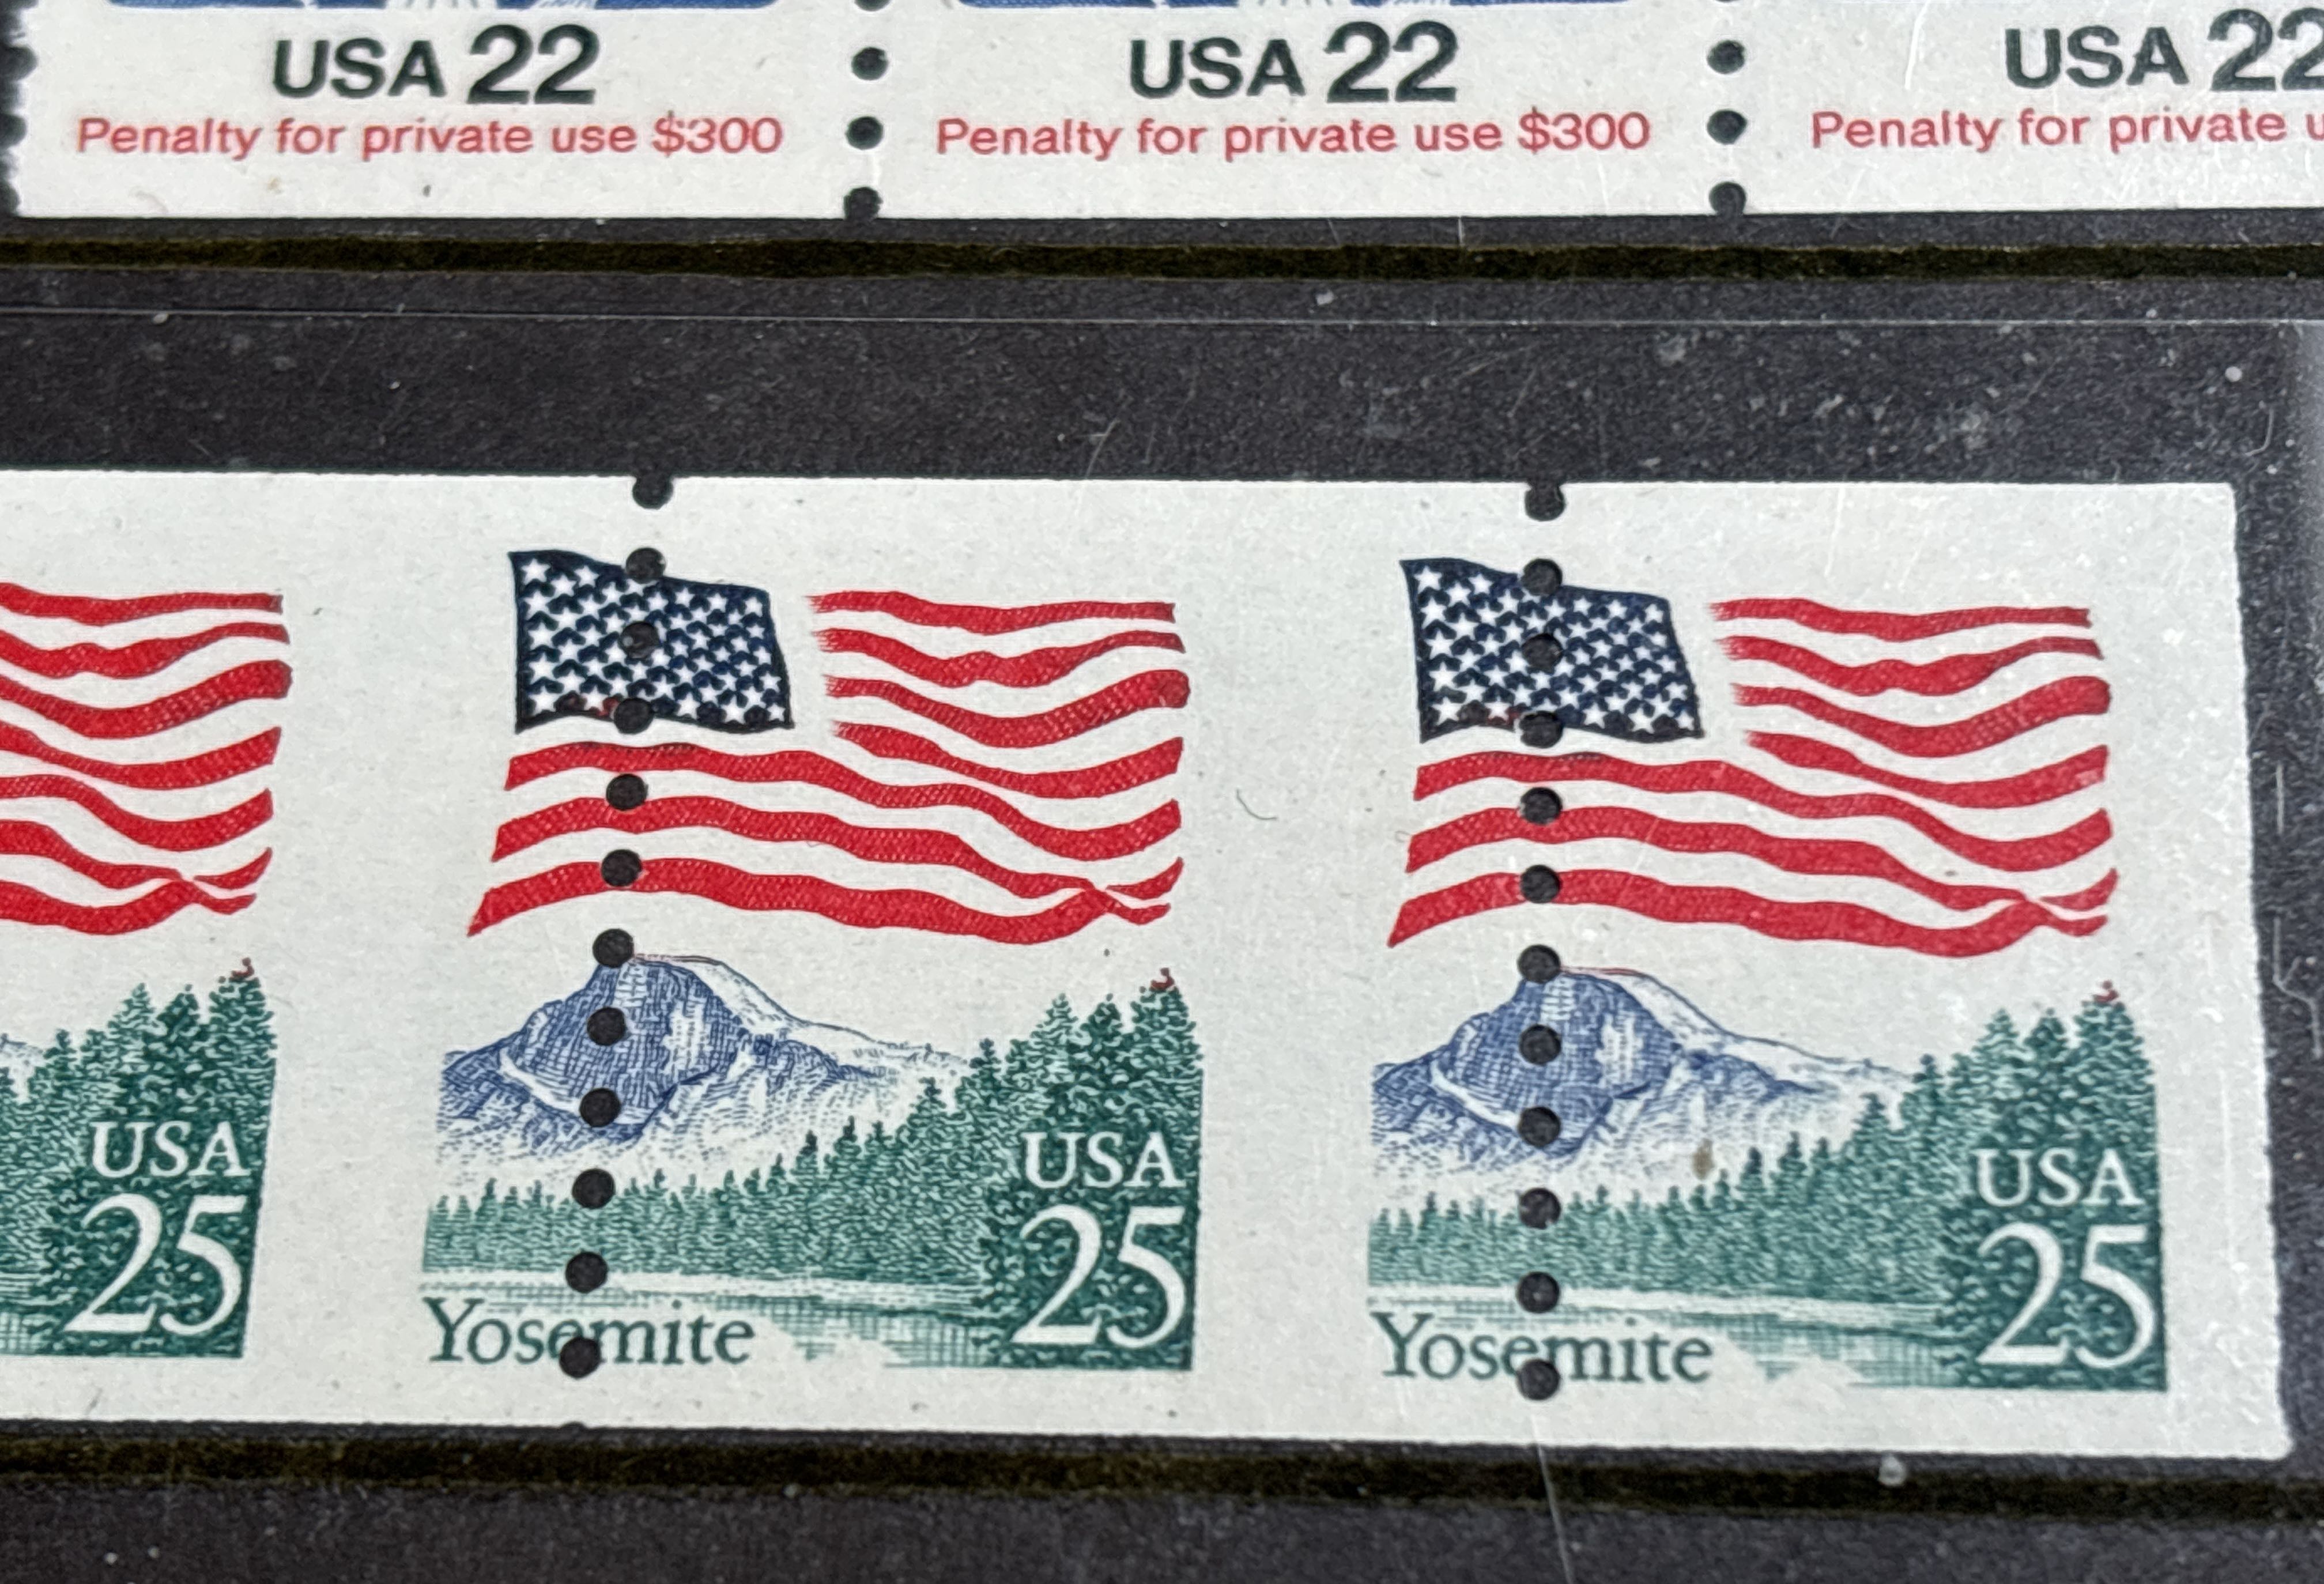 USA 22
Penalty for private use $300
USA 22
Penalty for private use $300
USA 22
Penalty for private
USA
25
USA
25
Yosemite
USA
25
Yosemite